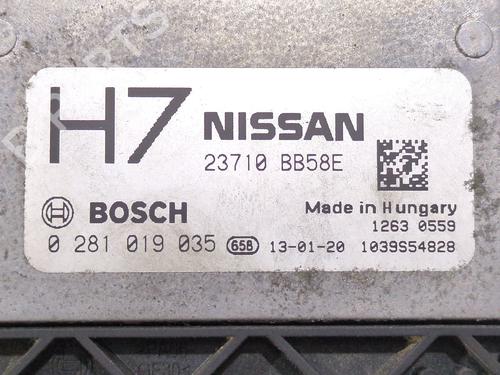 H7 NISSAN
23710 BB58E
BOSCH
Made in Hungary
1263 0559
0 281 019 035 65B 13-01-20 1039S54828